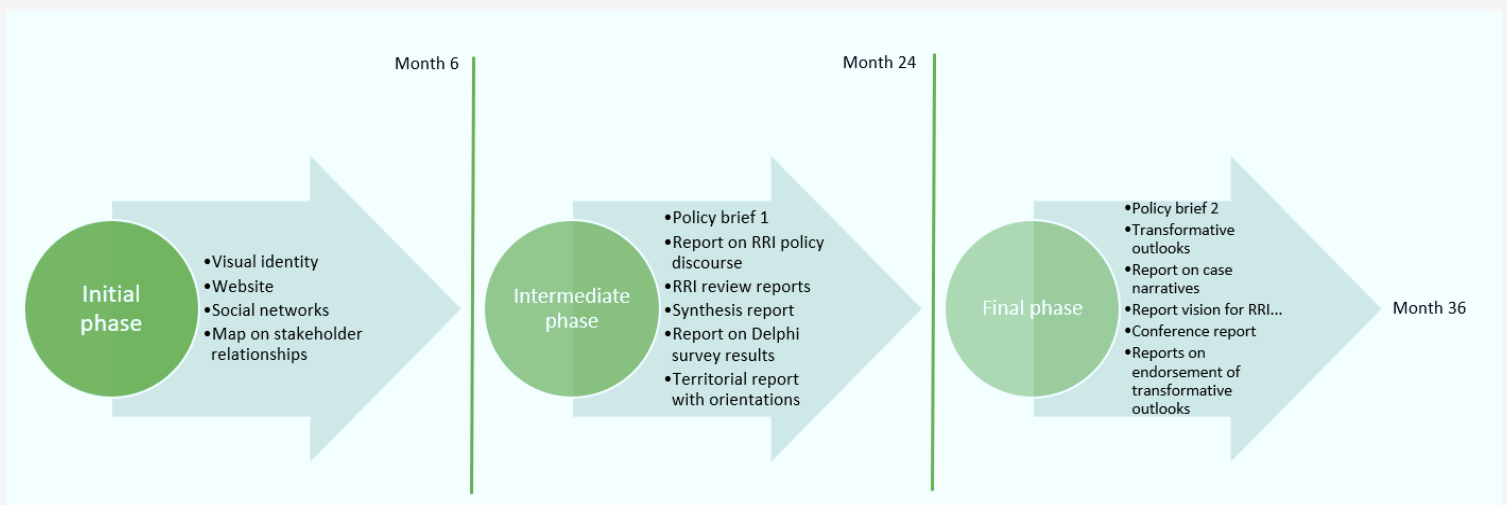 Month 6
Month 24
Initial
phase
•Visual identity
•Website
•Social networks
•Map on stakeholder
relationships
Intermediate
phase
•Policy brief 1
•Report on RRI policy
discourse
•RRI review reports
•Synthesis report
•Report on Delphi
survey results
•Territorial report
with orientations
Final phase
•Policy brief 2
•Transformative
outlooks
•Report on case
narratives
•Report vision for RRI...
•Conference report
•Reports on
endorsement of
transformative
outlooks
Month 36